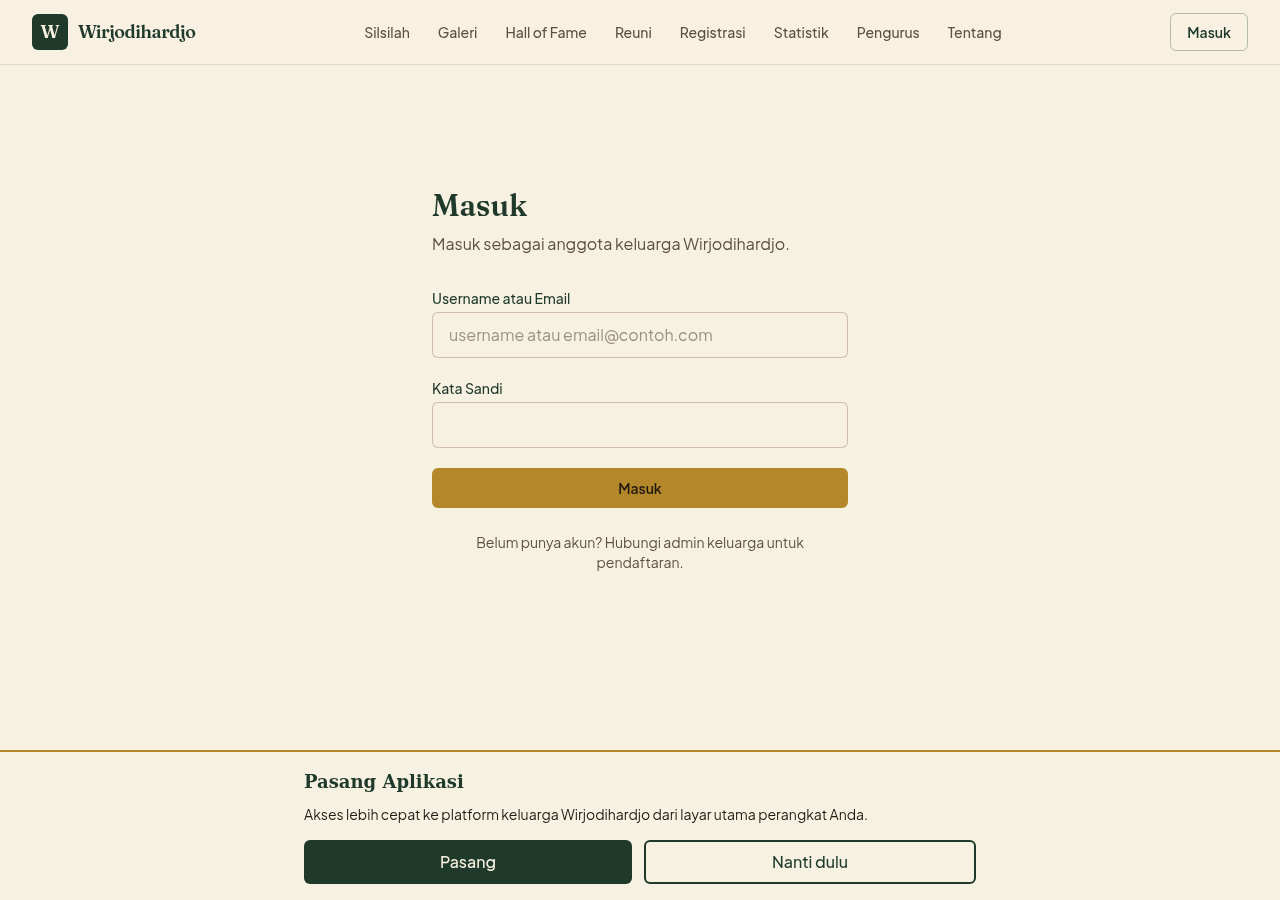 W Wirjodihardjo Silsilah Galeri Hall of Fame Reuni Registrasi Statistik Pengurus Tentang Masuk
Masuk
Masuk sebagai anggota keluarga Wirjodihardjo.
Username atau Email
username atau email@contoh.com
Kata Sandi
Masuk
Belum punya akun? Hubungi admin keluarga untuk
pendaftaran.
Pasang Aplikasi
Akses lebih cepat ke platform keluarga Wirjodihardjo dari layar utama perangkat Anda.
Pasang Nanti dulu